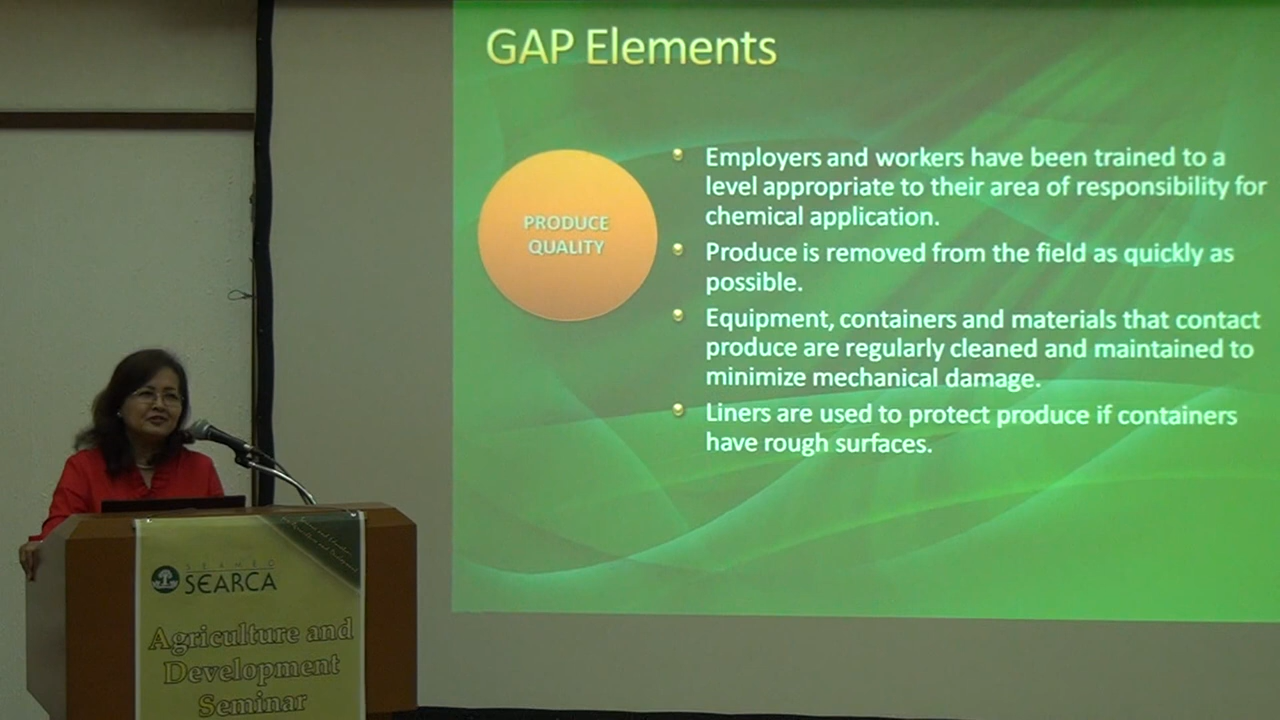 GAP Elements
PRODUCE
QUALITY
Employers and workers have been trained to a
level appropriate to their area of responsibility for
chemical application.
Produce is removed from the field as quickly as
possible.
Equipment, containers and materials that contact
produce are regularly cleaned and maintained to
minimize mechanical damage.
Liners are used to protect produce if containers
have rough surfaces.
SEAMEO
SEARCA
Agriculture and
Development
Seminar